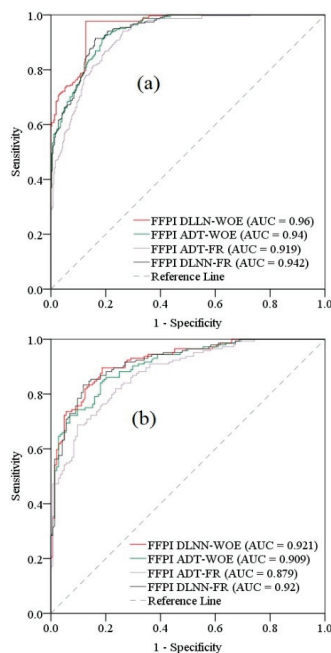 1.0
0.8
0.6
0.4
0.2
0.0
Sensitivity
(a)
FFPI DLLN-WOE (AUC = 0.96)
FFPI ADT-WOE (AUC = 0.94)
FFPI ADT-FR (AUC = 0.919)
FFPI DLNN-FR (AUC = 0.942)
Reference Line
0.0 0.2 0.4 0.6 0.8 1.0
1 - Specificity
1.0
0.8
0.6
0.4
0.2
0.0
Sensitivity
(b)
FFPI DLNN-WOE (AUC = 0.921)
FFPI ADT-WOE (AUC = 0.909)
FFPI ADT-FR (AUC = 0.879)
FFPI DLNN-FR (AUC = 0.92)
Reference Line
0.0 0.2 0.4 0.6 0.8 1.0
1 - Specificity